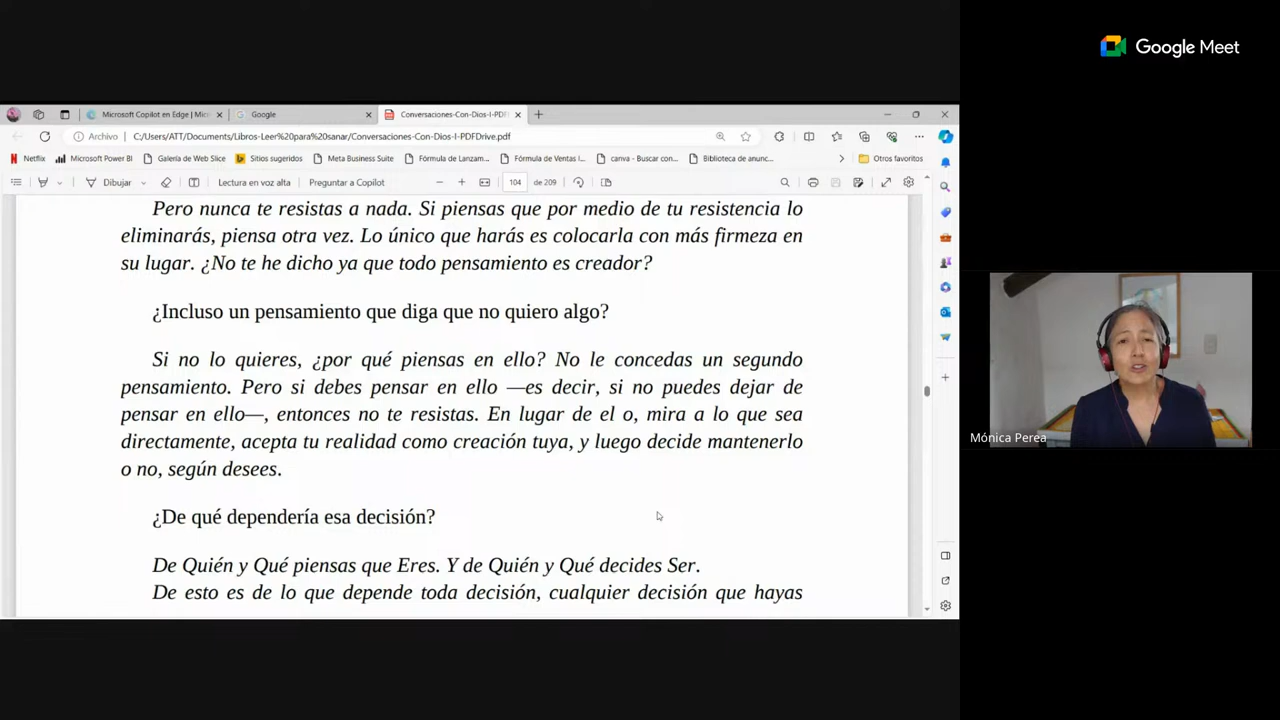 Google Meet
Microsoft Copilot en Edge | Mic
Google
Conversaciones-Con-Dios-I-PDF
Archivo
C:/Users/ATT/Documents/Libros-Leer%20para%20sanar/Conversaciones-Con-Dios-I-PDFDrive.pdf
Netflix
Microsoft Power BI
Galería de Web Slice
Sitios sugeridos
Meta Business Suite
Fórmula de Lanzam...
Fórmula de Ventas i...
canva - Buscar con...
Biblioteca de anunc...
Otros favoritos
Dibujar
Lectura en voz alta
Preguntar a Copilot
104
de 209
Pero nunca te resistas a nada. Si piensas que por medio de tu resistencia lo
eliminarás, piensa otra vez. Lo único que harás es colocarla con más firmeza en
su lugar. ¿No te he dicho ya que todo pensamiento es creador?
¿Incluso un pensamiento que diga que no quiero algo?
Si no lo quieres, ¿por qué piensas en ello? No le concedas un segundo
pensamiento. Pero si debes pensar en ello —es decir, si no puedes dejar de
pensar en ello—, entonces no te resistas. En lugar de el o, mira a lo que sea
directamente, acepta tu realidad como creación tuya, y luego decide mantenerlo
o no, según desees.
¿De qué dependería esa decisión?
De Quién y Qué piensas que Eres. Y de Quién y Qué decides Ser.
De esto es de lo que depende toda decisión, cualquier decisión que hayas
Mónica Perea